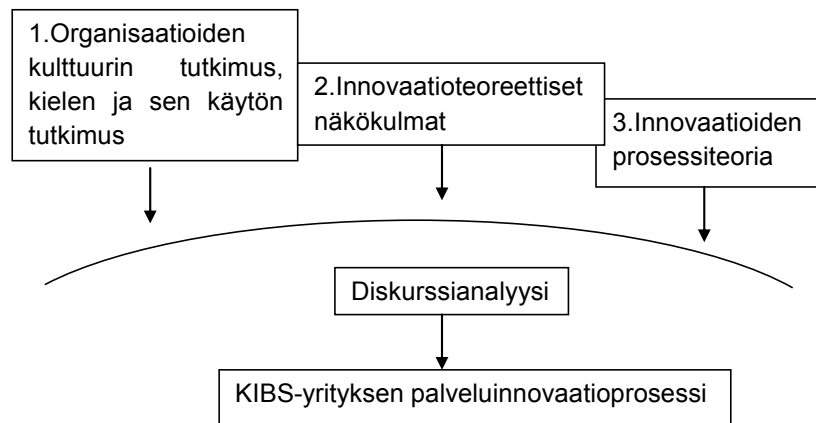 1.Organisaatioiden
kulttuurin tutkimus,
kielen ja sen käytön
tutkimus
2.Innovaatioteoreettiset
näkökulmat
3.Innovaatioiden
prosessiteoria
Diskurssianalyysi
KIBS-yrityksen palveluinnovaatioprosessi